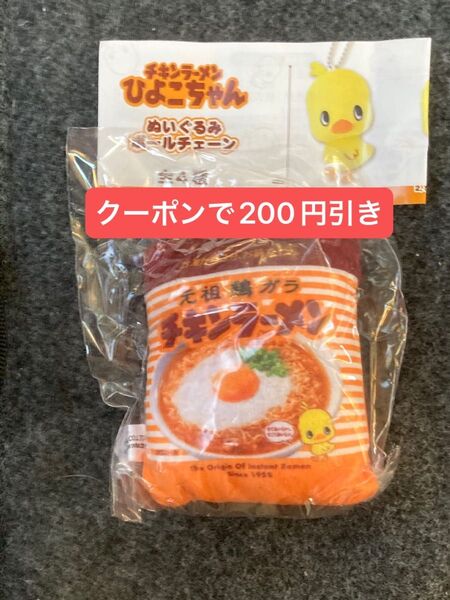 チキンラーメン
ひよこちゃん
ぬいぐるみ
ボールチェーン
全4種
クーポンで200円引き
元祖鶏ガラ
チキンラーメン
The Origin Of Instant Ramen
Since 1958